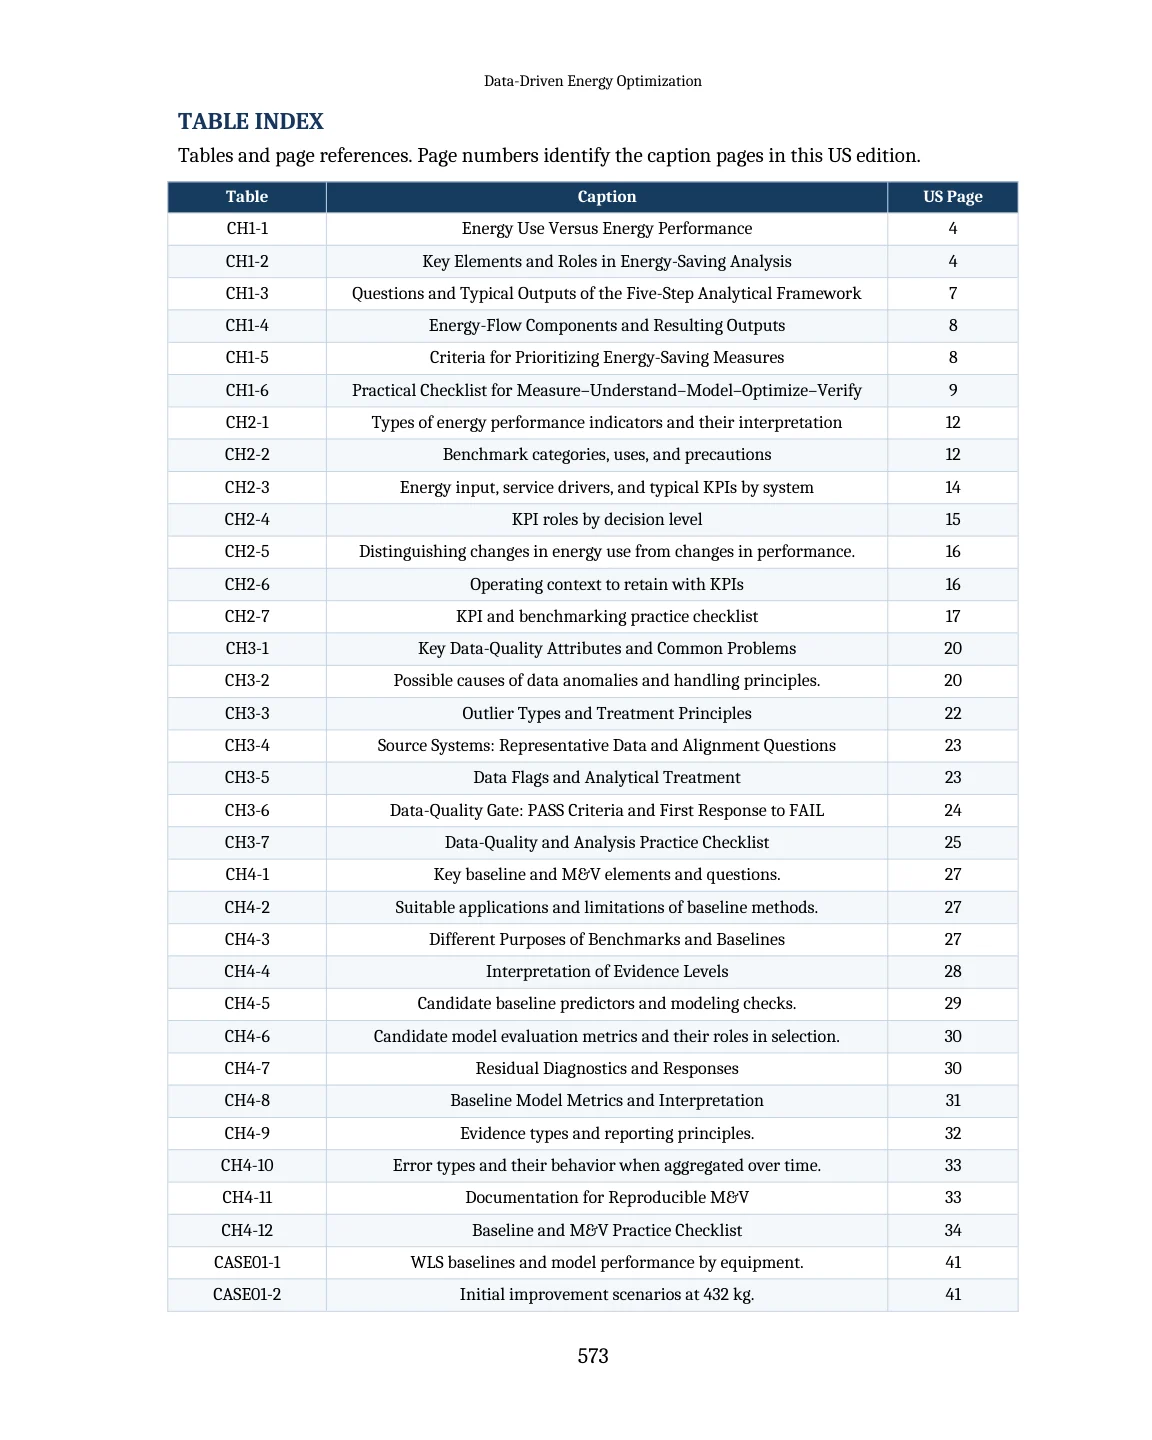 Data-Driven Energy Optimization
TABLE INDEX
Tables and page references. Page numbers identify the caption pages in this US edition.
Table Caption US Page
CH1-1 Energy Use Versus Energy Performance 4
CH1-2 Key Elements and Roles in Energy-Saving Analysis 4
CH1-3 Questions and Typical Outputs of the Five-Step Analytical Framework 7
CH1-4 Energy-Flow Components and Resulting Outputs 8
CH1-5 Criteria for Prioritizing Energy-Saving Measures 8
CH1-6 Practical Checklist for Measure–Understand–Model–Optimize–Verify 9
CH2-1 Types of energy performance indicators and their interpretation 12
CH2-2 Benchmark categories, uses, and precautions 12
CH2-3 Energy input, service drivers, and typical KPIs by system 14
CH2-4 KPI roles by decision level 15
CH2-5 Distinguishing changes in energy use from changes in performance. 16
CH2-6 Operating context to retain with KPIs 16
CH2-7 KPI and benchmarking practice checklist 17
CH3-1 Key Data-Quality Attributes and Common Problems 20
CH3-2 Possible causes of data anomalies and handling principles. 20
CH3-3 Outlier Types and Treatment Principles 22
CH3-4 Source Systems: Representative Data and Alignment Questions 23
CH3-5 Data Flags and Analytical Treatment 23
CH3-6 Data-Quality Gate: PASS Criteria and First Response to FAIL 24
CH3-7 Data-Quality and Analysis Practice Checklist 25
CH4-1 Key baseline and M&V elements and questions. 27
CH4-2 Suitable applications and limitations of baseline methods. 27
CH4-3 Different Purposes of Benchmarks and Baselines 27
CH4-4 Interpretation of Evidence Levels 28
CH4-5 Candidate baseline predictors and modeling checks. 29
CH4-6 Candidate model evaluation metrics and their roles in selection. 30
CH4-7 Residual Diagnostics and Responses 30
CH4-8 Baseline Model Metrics and Interpretation 31
CH4-9 Evidence types and reporting principles. 32
CH4-10 Error types and their behavior when aggregated over time. 33
CH4-11 Documentation for Reproducible M&V 33
CH4-12 Baseline and M&V Practice Checklist 34
CASE01-1 WLS baselines and model performance by equipment. 41
CASE01-2 Initial improvement scenarios at 432 kg. 41
573